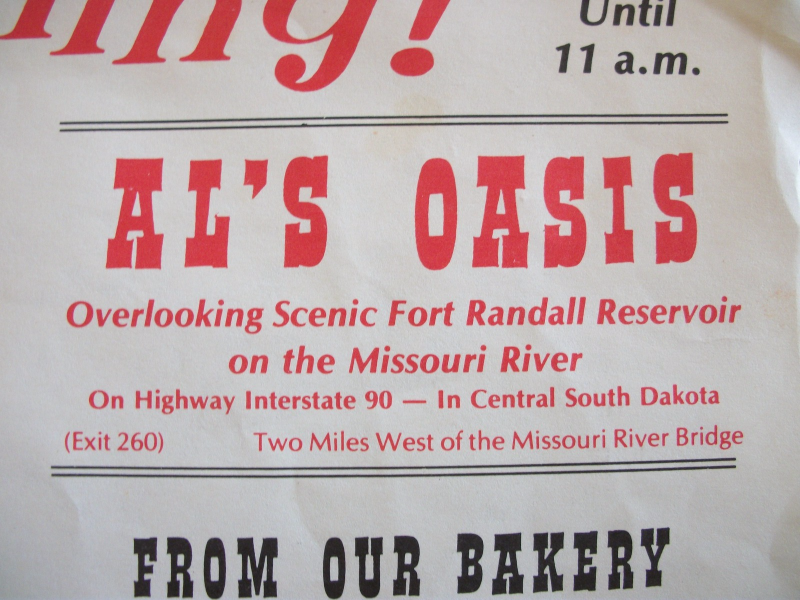 Until
11 a.m.
AL'S OASIS
Overlooking Scenic Fort Randall Reservoir
on the Missouri River
On Highway Interstate 90 — In Central South Dakota
(Exit 260) Two Miles West of the Missouri River Bridge
FROM OUR BAKERY